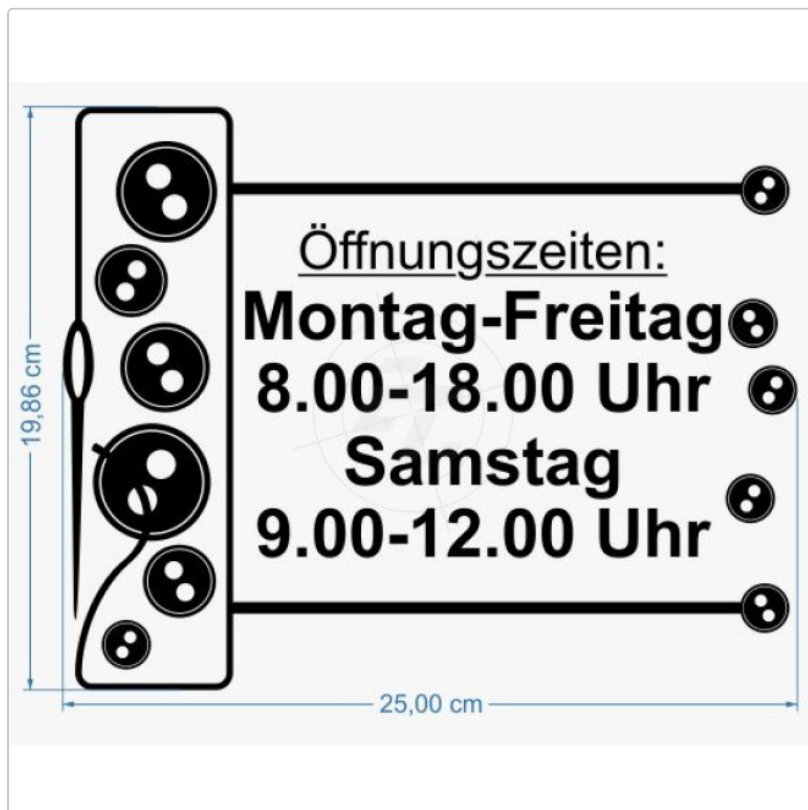 Öffnungszeiten:
Montag-Freitag
8.00-18.00 Uhr
Samstag
9.00-12.00 Uhr
19,86 cm
25,00 cm